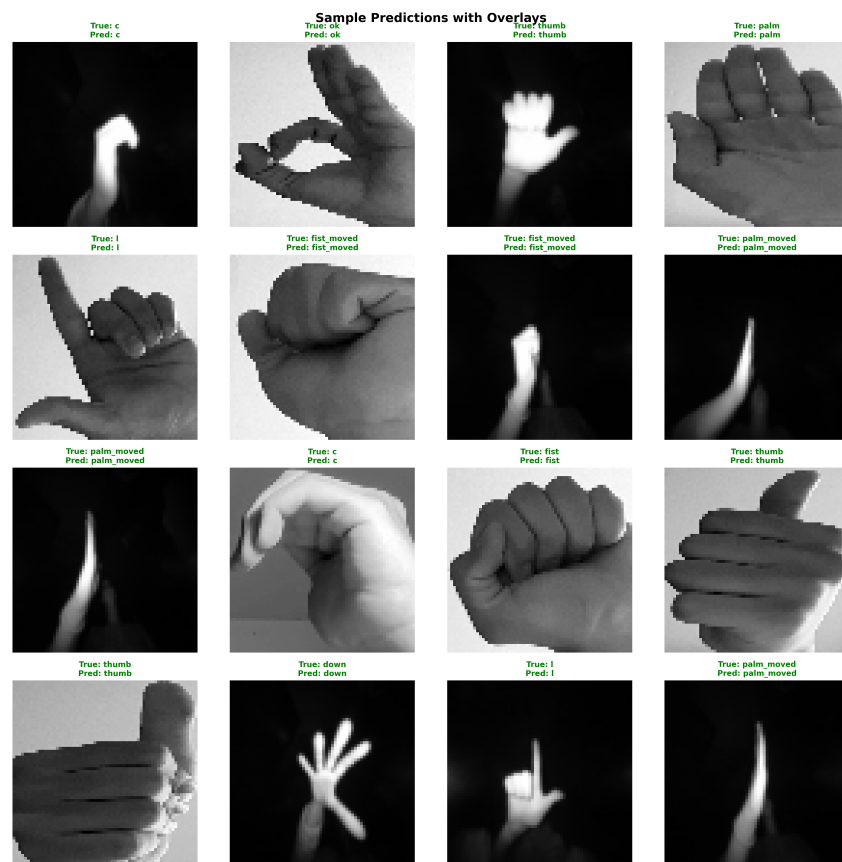 Sample Predictions with Overlays
True: c
Pred: c
True: ok
Pred: ok
True: thumb
Pred: thumb
True: palm
Pred: palm
True: l
Pred: l
True: fist_moved
Pred: fist_moved
True: fist_moved
Pred: fist_moved
True: palm_moved
Pred: palm_moved
True: palm_moved
Pred: palm_moved
True: c
Pred: c
True: fist
Pred: fist
True: thumb
Pred: thumb
True: thumb
Pred: thumb
True: down
Pred: down
True: l
Pred: l
True: palm_moved
Pred: palm_moved